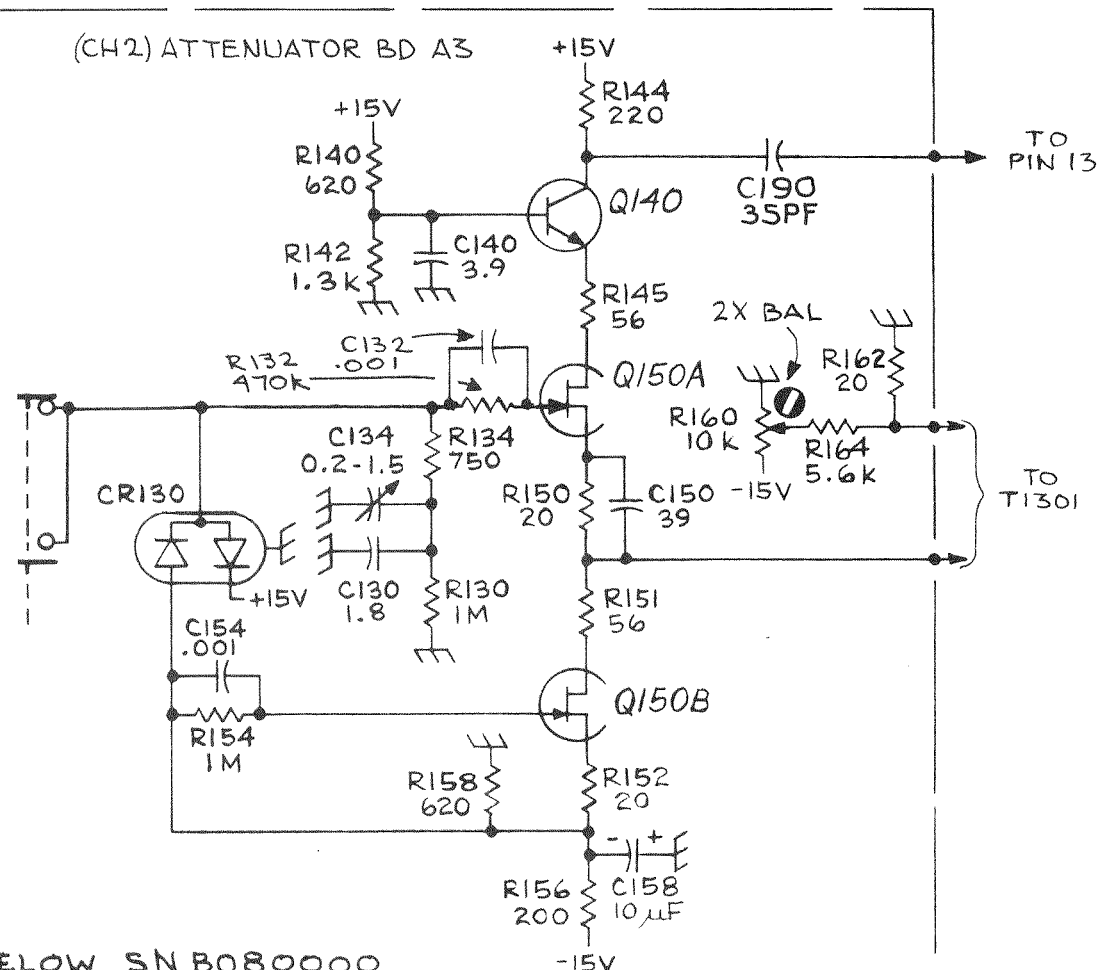 (CH2) ATTENUATOR BD A3
+15V
R144
220
+15V
R140
620
TO
PIN 13
C190
35PF
Q140
R142
1.3K
C140
3.9
R145
56
2X BAL
C132
.001
R132
470K
Q150A
R162
20
R160
10K
R164
5.6K
-15V
C134
0.2-1.5
R134
750
CR130
R150
20
C150
39
TO
T1301
+15V
C130
1.8
R130
1M
R151
56
C154
.001
Q150B
R154
1M
R158
620
R152
20
- +
R156
200
C158
10µF
-15V
ELOW SN B080000